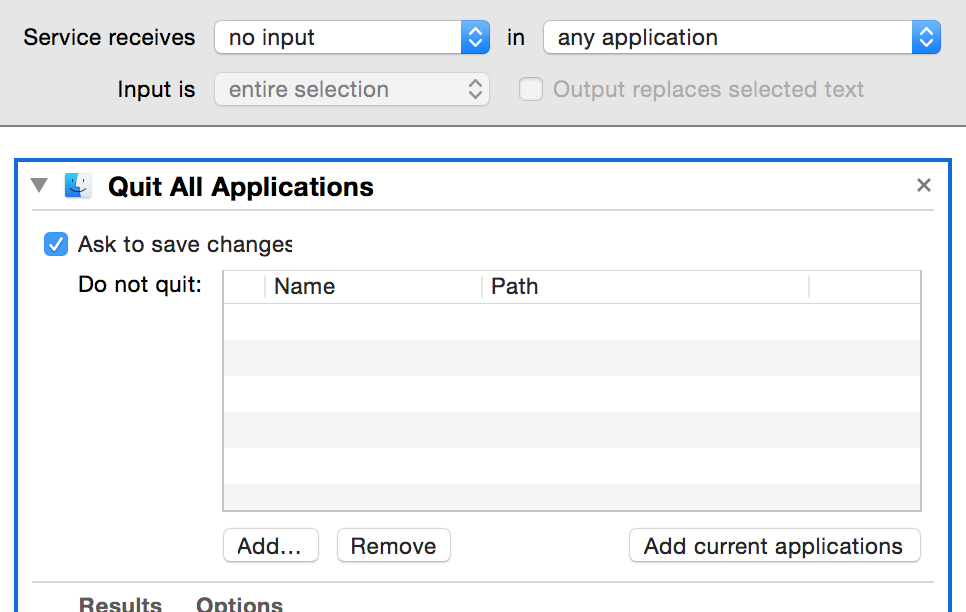 Service receives no input in any application
Input is entire selection Output replaces selected text
Quit All Applications
Ask to save changes
Do not quit: Name Path
Add... Remove Add current applications
Results Options